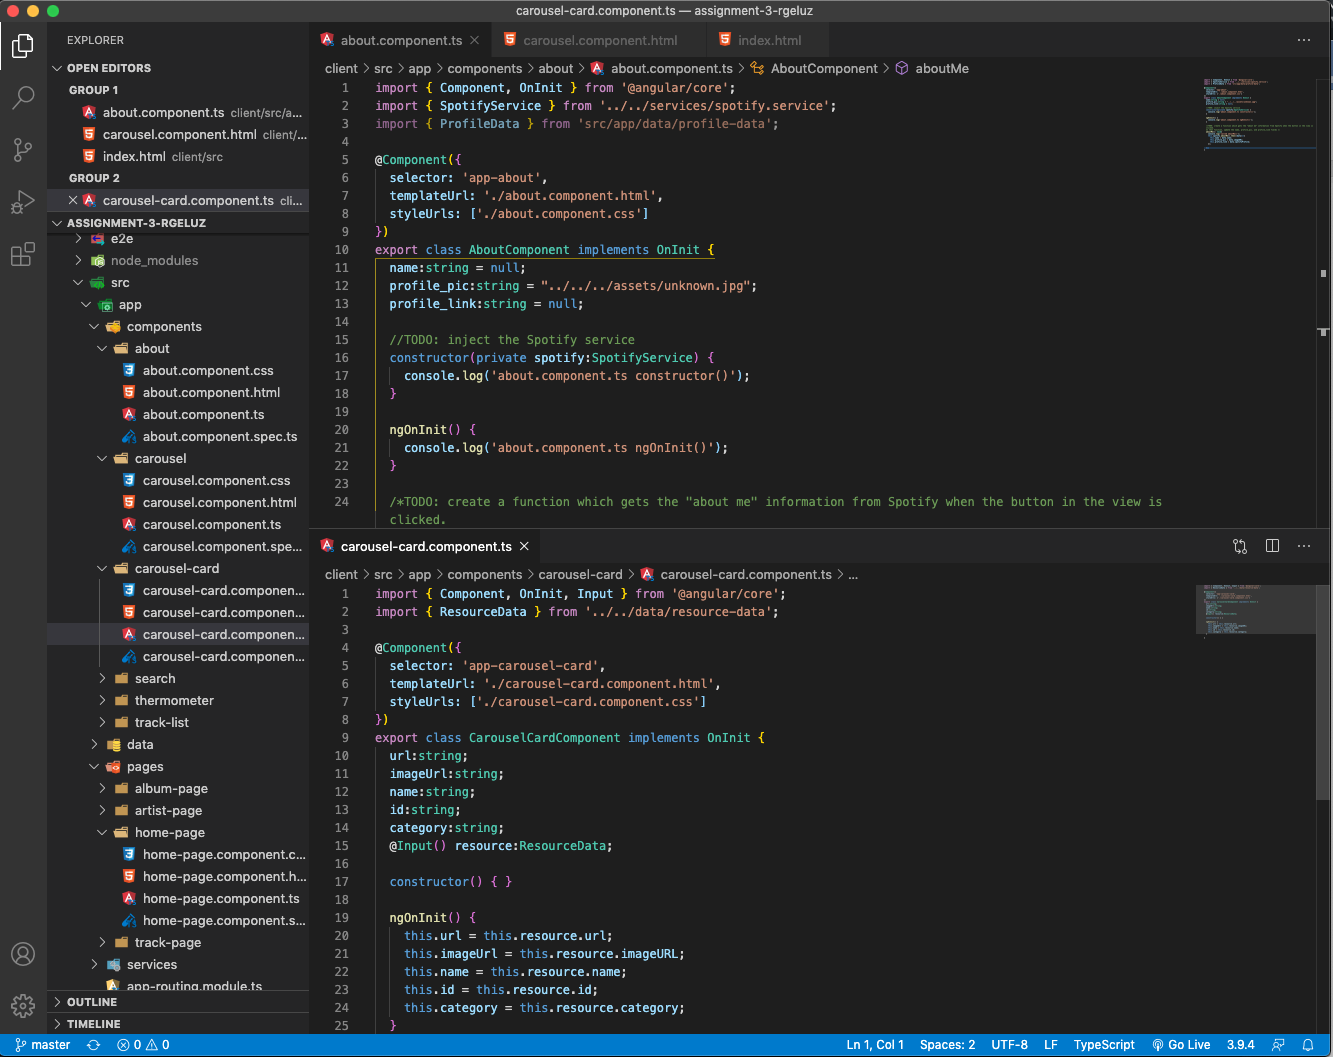 carousel-card.component.ts — assignment-3-rgeluz
EXPLORER
OPEN EDITORS
GROUP 1
about.component.ts client/src/a...
carousel.component.html client/...
index.html client/src
GROUP 2
carousel-card.component.ts cli...
ASSIGNMENT-3-RGELUZ
e2e
node_modules
src
app
components
about
about.component.css
about.component.html
about.component.ts
about.component.spec.ts
carousel
carousel.component.css
carousel.component.html
carousel.component.ts
carousel.component.spe...
carousel-card
carousel-card.componen...
carousel-card.componen...
carousel-card.componen...
carousel-card.componen...
search
thermometer
track-list
data
pages
album-page
artist-page
home-page
home-page.component.c...
home-page.component.h...
home-page.component.ts
home-page.component.s...
track-page
services
app-routing.module.ts
OUTLINE
TIMELINE
about.component.ts carousel.component.html index.html
client > src > app > components > about > about.component.ts > AboutComponent > aboutMe
1 import { Component, OnInit } from '@angular/core';
2 import { SpotifyService } from '../../services/spotify.service';
3 import { ProfileData } from 'src/app/data/profile-data';
4
5 @Component({
6 selector: 'app-about',
7 templateUrl: './about.component.html',
8 styleUrls: ['./about.component.css']
9 })
10 export class AboutComponent implements OnInit {
11 name:string = null;
12 profile_pic:string = "../../../assets/unknown.jpg";
13 profile_link:string = null;
14
15 //TODO: inject the Spotify service
16 constructor(private spotify:SpotifyService) {
17 console.log('about.component.ts constructor()');
18 }
19
20 ngOnInit() {
21 console.log('about.component.ts ngOnInit()');
22 }
23
24 /*TODO: create a function which gets the "about me" information from Spotify when the button in the view is
clicked.
carousel-card.component.ts
client > src > app > components > carousel-card > carousel-card.component.ts > ...
1 import { Component, OnInit, Input } from '@angular/core';
2 import { ResourceData } from '../../data/resource-data';
3
4 @Component({
5 selector: 'app-carousel-card',
6 templateUrl: './carousel-card.component.html',
7 styleUrls: ['./carousel-card.component.css']
8 })
9 export class CarouselCardComponent implements OnInit {
10 url:string;
11 imageUrl:string;
12 name:string;
13 id:string;
14 category:string;
15 @Input() resource:ResourceData;
16
17 constructor() { }
18
19 ngOnInit() {
20 this.url = this.resource.url;
21 this.imageUrl = this.resource.imageURL;
22 this.name = this.resource.name;
23 this.id = this.resource.id;
24 this.category = this.resource.category;
25 }
master 0 0 Ln 1, Col 1 Spaces: 2 UTF-8 LF TypeScript Go Live 3.9.4